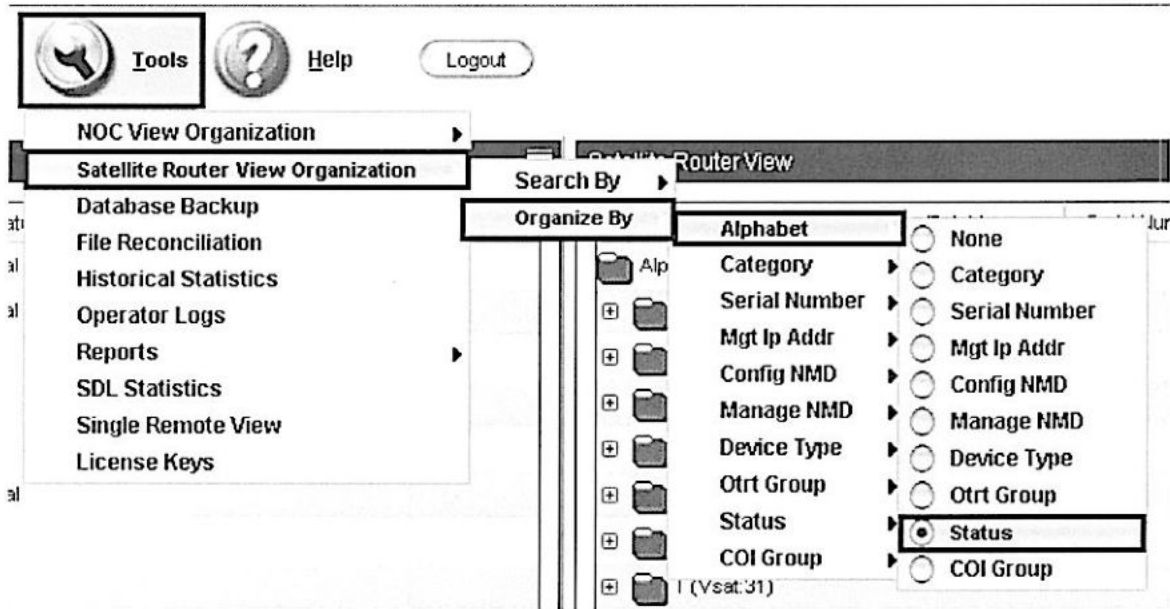 Tools Help Logout
NOC View Organization
Satellite Router View Organization
Database Backup
File Reconciliation
Historical Statistics
Operator Logs
Reports
SDL Statistics
Single Remote View
License Keys
Satellite Router View
Search By
Organize By
Alphabet
Category
Serial Number
Mgt Ip Addr
Config NMD
Manage NMD
Device Type
Otrt Group
Status
COI Group
None
Category
Serial Number
Mgt Ip Addr
Config NMD
Manage NMD
Device Type
Otrt Group
Status
COI Group
Alp
(Vsat:31)